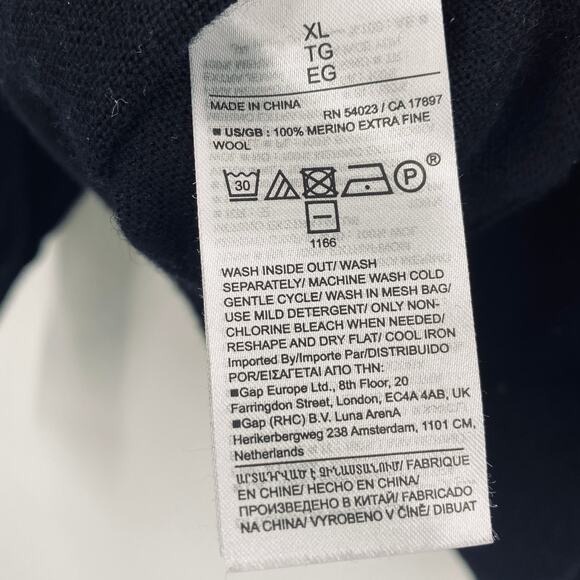 XL
TG
EG
MADE IN CHINA RN 54023 / CA 17897
■ US/GB : 100% MERINO EXTRA FINE
WOOL
30 P ®
1166
WASH INSIDE OUT/ WASH
SEPARATELY/ MACHINE WASH COLD
GENTLE CYCLE/ WASH IN MESH BAG/
USE MILD DETERGENT/ ONLY NON-
CHLORINE BLEACH WHEN NEEDED/
RESHAPE AND DRY FLAT/ COOL IRON
Imported By/Importe Par/DISTRIBUIDO
POR/ΕΙΣΑΓΕΤΑΙ ΑΠΟ ΤΗΝ:
■Gap Europe Ltd., 8th Floor, 20
Farringdon Street, London, EC4A 4AB, UK
■Gap (RHC) B.V. Luna ArenA
Herikerbergweg 238 Amsterdam, 1101 CM,
Netherlands
ԱՐՏԱԴՐՎԱԾ Է ՉԻՆԱՍՏԱՆՈՒՄ/ FABRIQUE
EN CHINE/ HECHO EN CHINA/
ПРОИЗВЕДЕНО В КИТАЙ/ FABRICADO
NA CHINA/ VYROBENO V ČÍNĚ/ DIBUAT